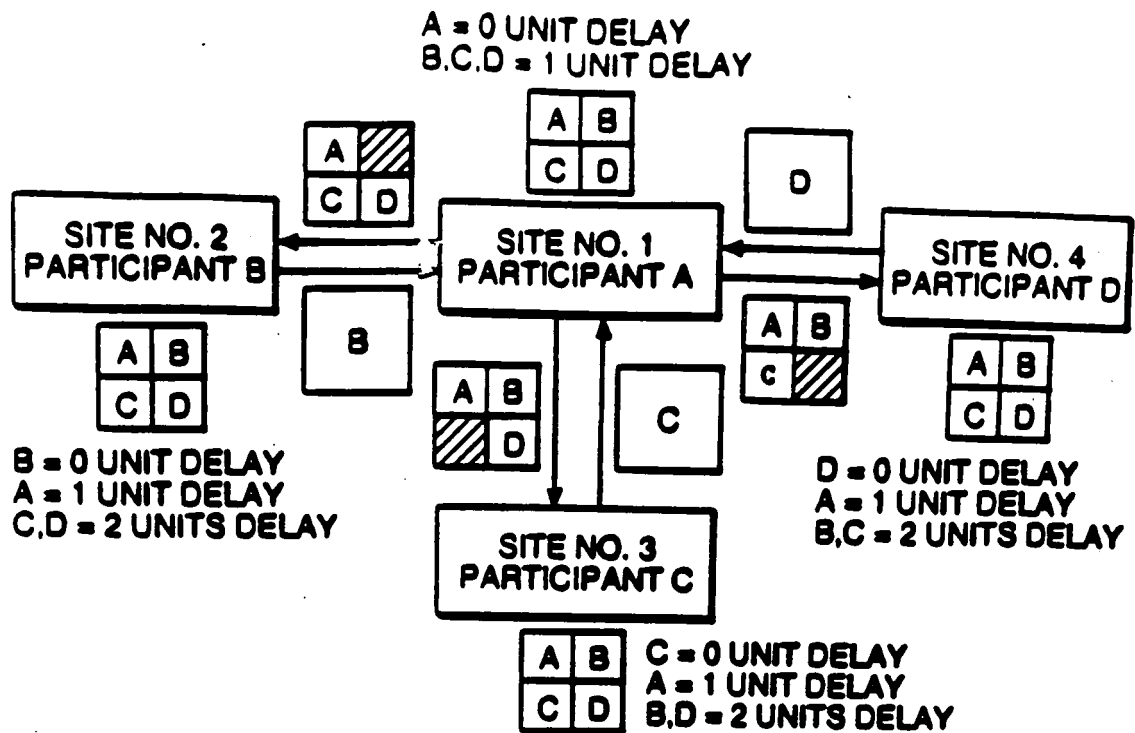 A = 0 UNIT DELAY
B,C,D = 1 UNIT DELAY
A B
C D
A
C D
D
SITE NO. 2
PARTICIPANT B
SITE NO. 1
PARTICIPANT A
SITE NO. 4
PARTICIPANT D
B
A B
C D
A B
D
C
A B
c
A B
C D
B = 0 UNIT DELAY
A = 1 UNIT DELAY
C,D = 2 UNITS DELAY
D = 0 UNIT DELAY
A = 1 UNIT DELAY
B,C = 2 UNITS DELAY
SITE NO. 3
PARTICIPANT C
A B
C D
C = 0 UNIT DELAY
A = 1 UNIT DELAY
B,D = 2 UNITS DELAY